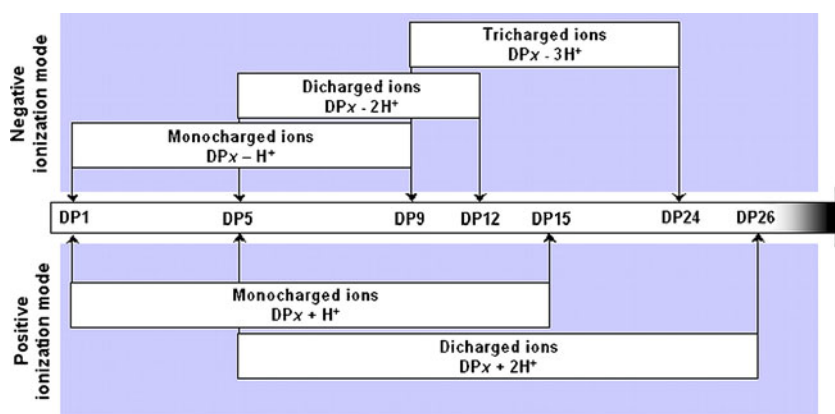 Negative
ionization mode
Tricharged ions
DPx - 3H⁺
Dicharged ions
DPx - 2H⁺
Monocharged ions
DPx – H⁺
DP1 DP5 DP9 DP12 DP15 DP24 DP26
Positive
ionization mode
Monocharged ions
DPx + H⁺
Dicharged ions
DPx + 2H⁺